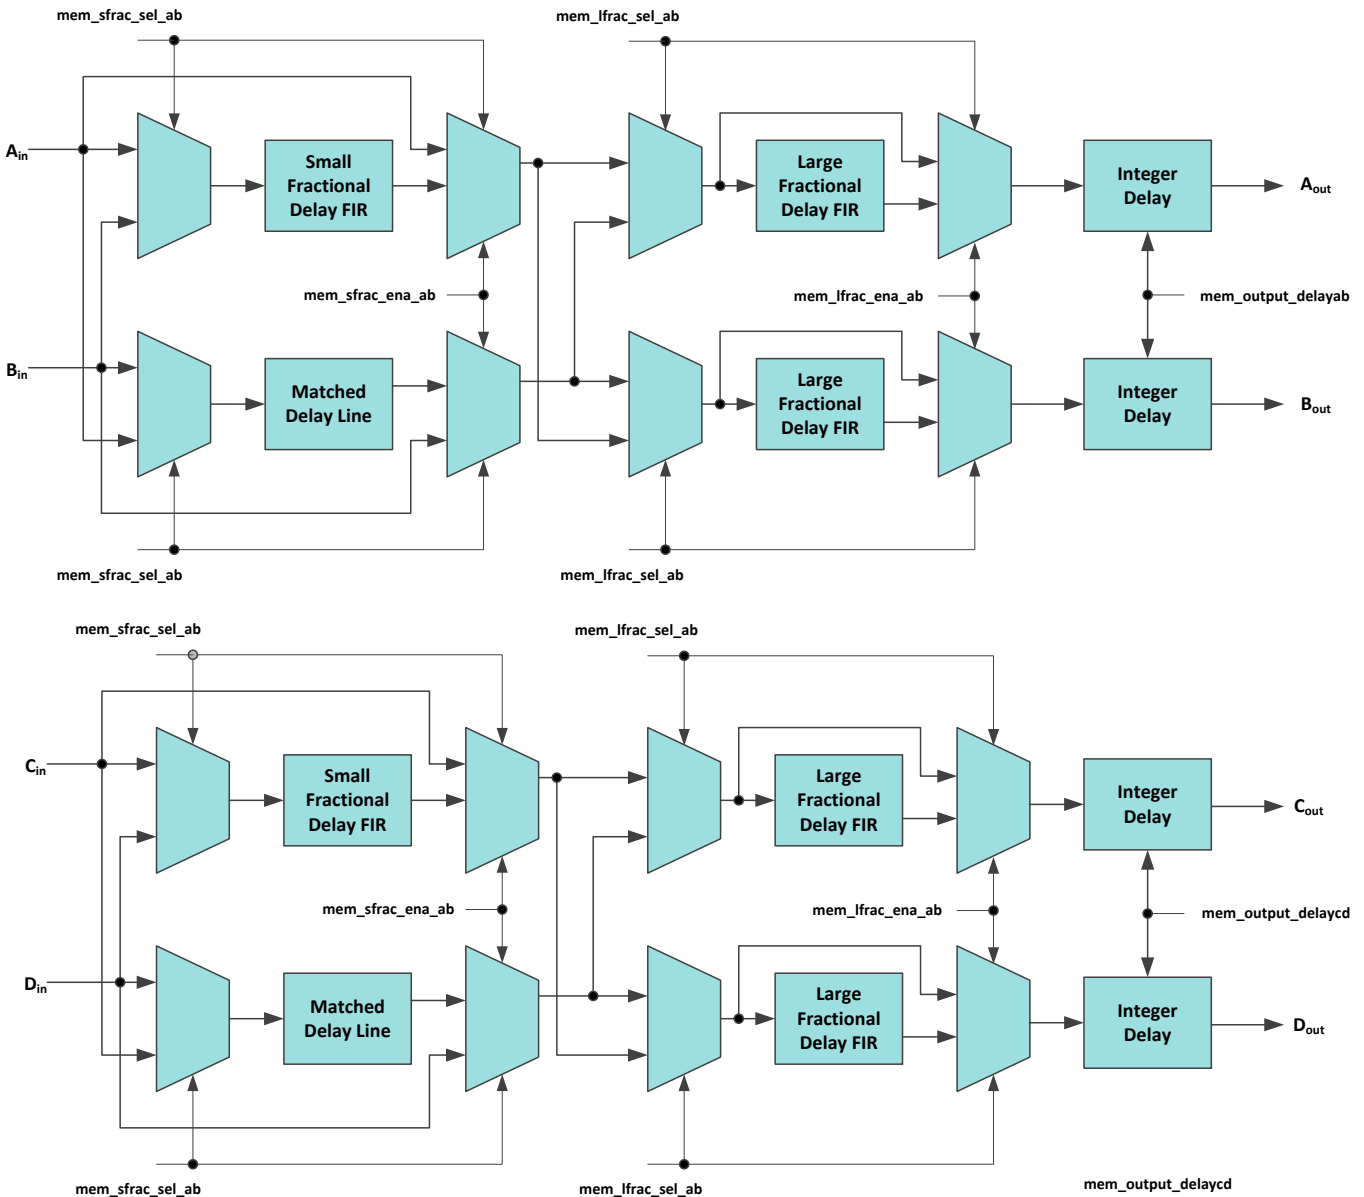 mem_sfrac_sel_ab
mem_lfrac_sel_ab
Ain
Small
Fractional
Delay FIR
Large
Fractional
Delay FIR
Integer
Delay
Aout
mem_sfrac_ena_ab
mem_lfrac_ena_ab
mem_output_delayab
Bin
Matched
Delay Line
Large
Fractional
Delay FIR
Integer
Delay
Bout
mem_sfrac_sel_ab
mem_lfrac_sel_ab
mem_sfrac_sel_ab
mem_lfrac_sel_ab
Cin
Small
Fractional
Delay FIR
Large
Fractional
Delay FIR
Integer
Delay
Cout
mem_sfrac_ena_ab
mem_lfrac_ena_ab
mem_output_delaycd
Din
Matched
Delay Line
Large
Fractional
Delay FIR
Integer
Delay
Dout
mem_sfrac_sel_ab
mem_lfrac_sel_ab
mem_output_delaycd